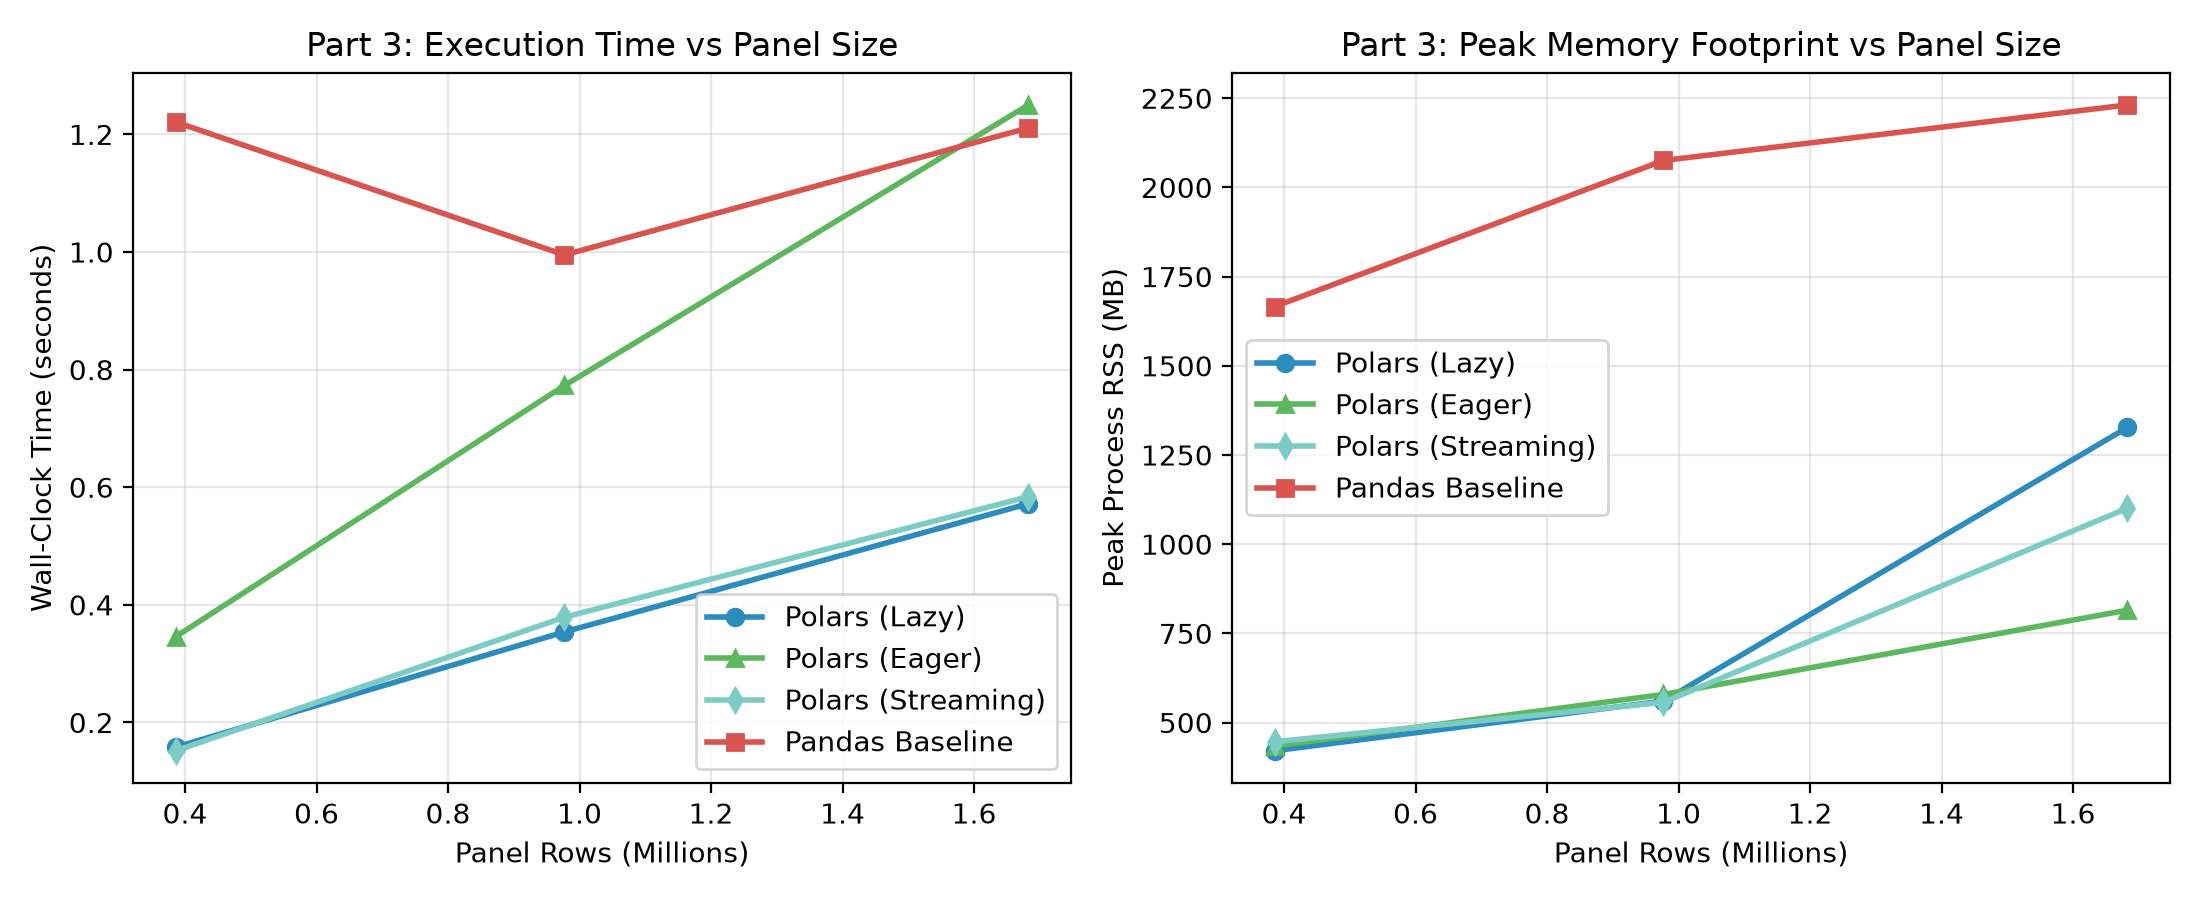 Part 3: Execution Time vs Panel Size
Wall-Clock Time (seconds)
1.2
1.0
0.8
0.6
0.4
0.2
Polars (Lazy)
Polars (Eager)
Polars (Streaming)
Pandas Baseline
0.4 0.6 0.8 1.0 1.2 1.4 1.6
Panel Rows (Millions)
Part 3: Peak Memory Footprint vs Panel Size
Peak Process RSS (MB)
2250
2000
1750
1500
1250
1000
750
500
Polars (Lazy)
Polars (Eager)
Polars (Streaming)
Pandas Baseline
0.4 0.6 0.8 1.0 1.2 1.4 1.6
Panel Rows (Millions)